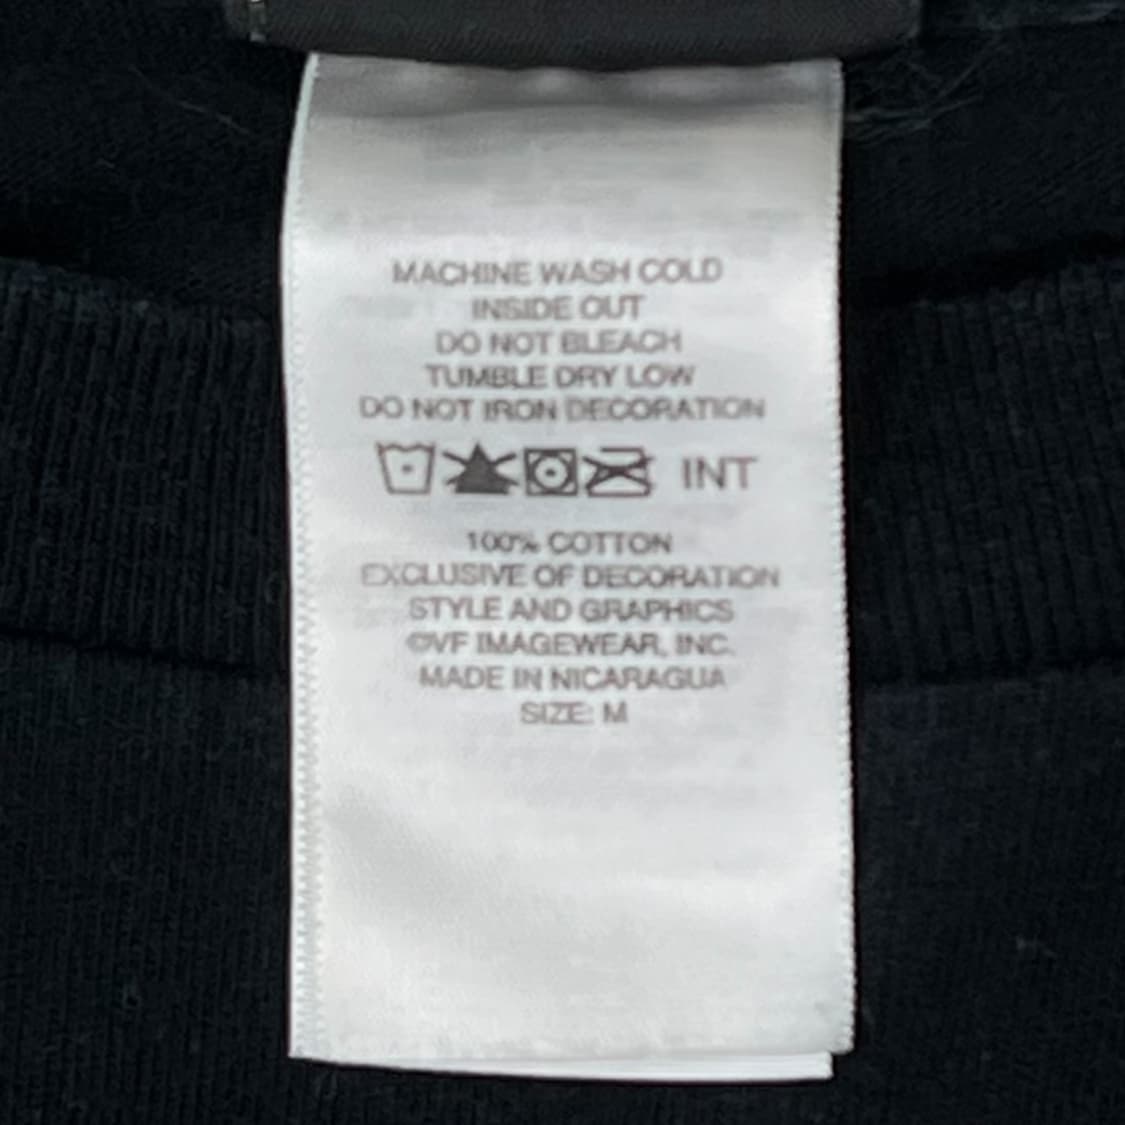 MACHINE WASH COLD
INSIDE OUT
DO NOT BLEACH
TUMBLE DRY LOW
DO NOT IRON DECORATION
INT
100% COTTON
EXCLUSIVE OF DECORATION
STYLE AND GRAPHICS
©VF IMAGEWEAR, INC.
MADE IN NICARAGUA
SIZE: M